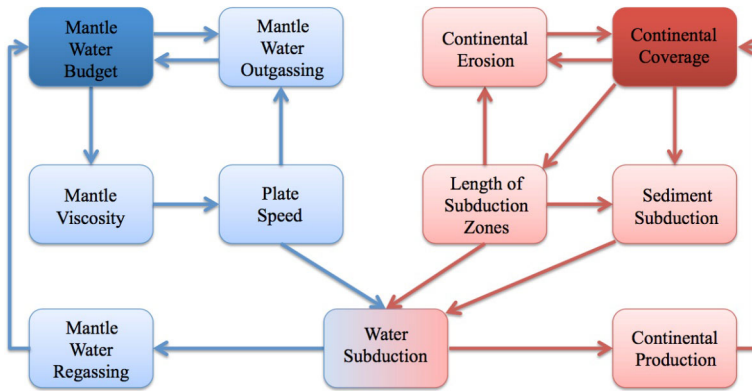 Mantle
Water
Budget
Mantle
Water
Outgassing
Continental
Erosion
Continental
Coverage
Mantle
Viscosity
Plate
Speed
Length of
Subduction
Zones
Sediment
Subduction
Mantle
Water
Regassing
Water
Subduction
Continental
Production